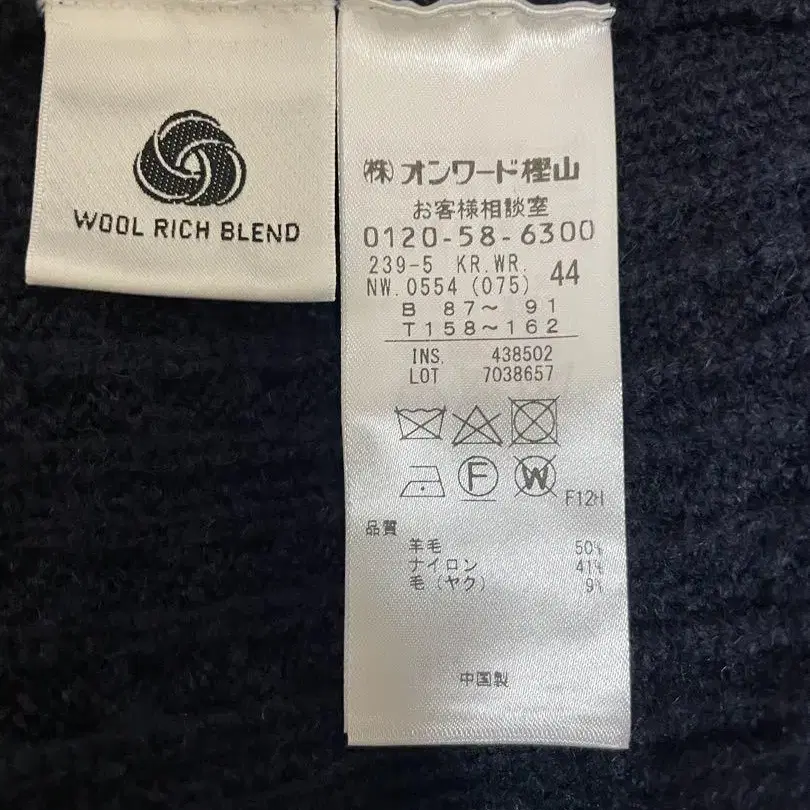 WOOL RICH BLEND
㈱オンワード樫山
お客様相談室
0120-58-6300
239-5 KR.WR. 44
NW.0554 (075)
B 87～ 91
T158～162
INS. 438502
LOT 7038657
F
W
F12H
品質
羊毛 50%
ナイロン 41%
毛(ヤク) 9%
中国製